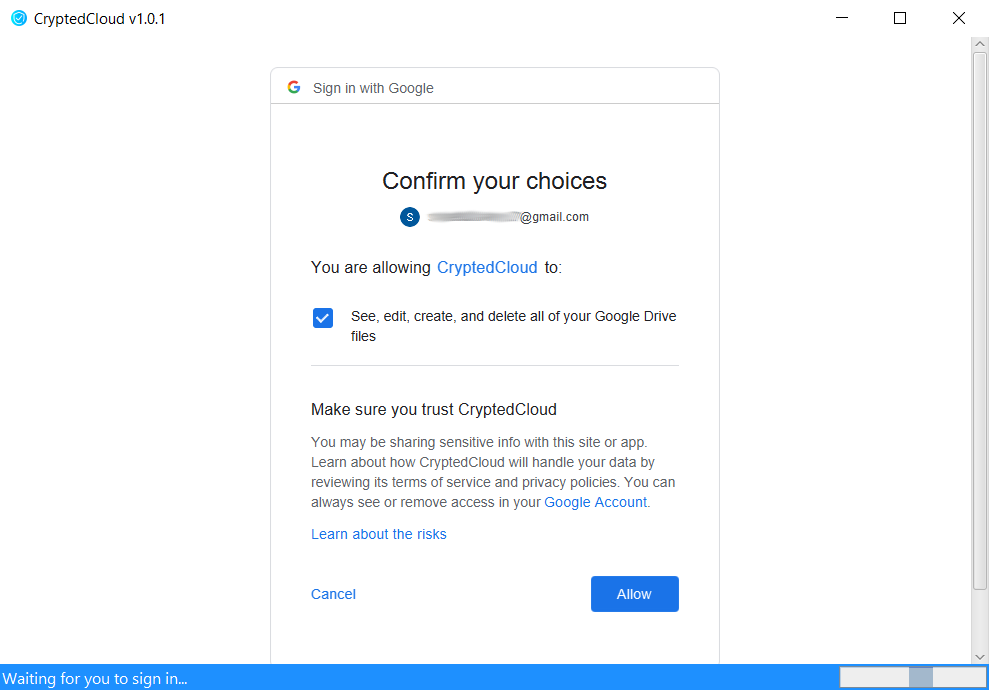 CryptedCloud v1.0.1
Sign in with Google
Confirm your choices
S @gmail.com
You are allowing CryptedCloud to:
See, edit, create, and delete all of your Google Drive
files
Make sure you trust CryptedCloud
You may be sharing sensitive info with this site or app.
Learn about how CryptedCloud will handle your data by
reviewing its terms of service and privacy policies. You can
always see or remove access in your Google Account.
Learn about the risks
Cancel
Allow
Waiting for you to sign in...